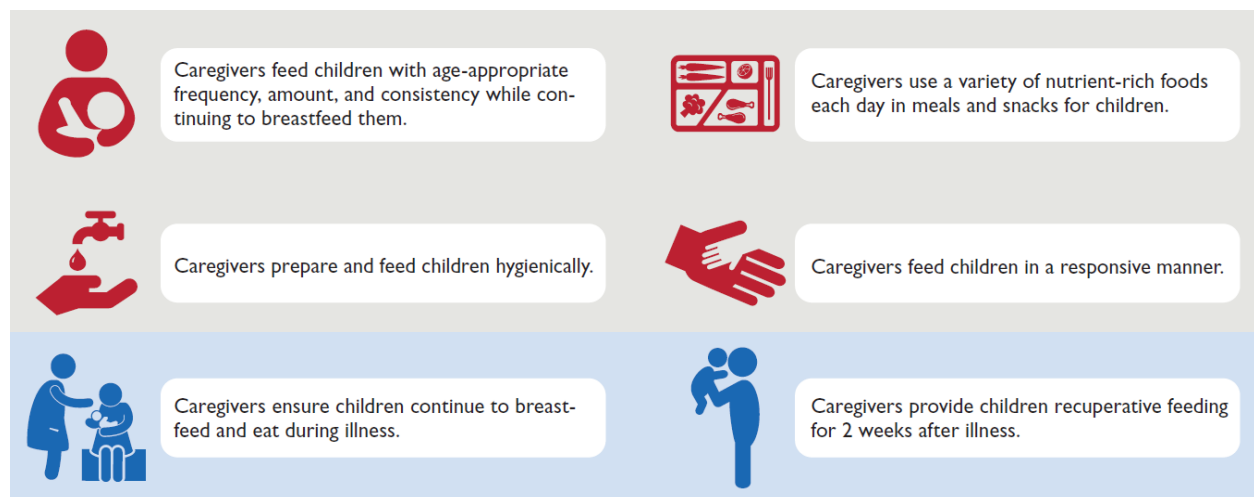 Caregivers feed children with age-appropriate
frequency, amount, and consistency while con-
tinuing to breastfeed them.
Caregivers use a variety of nutrient-rich foods
each day in meals and snacks for children.
Caregivers prepare and feed children hygienically.
Caregivers feed children in a responsive manner.
Caregivers ensure children continue to breast-
feed and eat during illness.
Caregivers provide children recuperative feeding
for 2 weeks after illness.